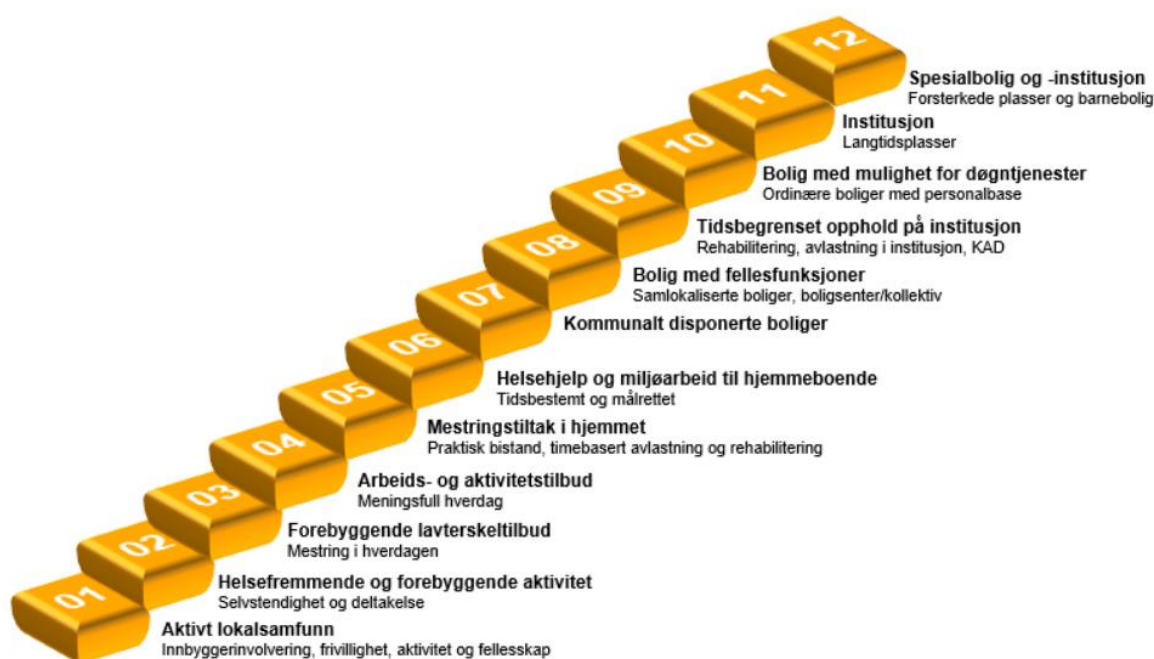 12
Spesialbolig og -institusjon
Forsterkede plasser og barnebolig
11
Institusjon
Langtidsplasser
10
Bolig med mulighet for døgntjenester
Ordinære boliger med personalbase
09
Tidsbegrenset opphold på institusjon
Rehabilitering, avlastning i institusjon, KAD
08
Bolig med fellesfunksjoner
Samlokaliserte boliger, boligsenter/kollektiv
07
Kommunalt disponerte boliger
06
Helsehjelp og miljøarbeid til hjemmeboende
Tidsbestemt og målrettet
05
Mestringstiltak i hjemmet
Praktisk bistand, timebasert avlastning og rehabilitering
04
Arbeids- og aktivitetstilbud
Meningsfull hverdag
03
Forebyggende lavterskeltilbud
Mestring i hverdagen
02
Helsefremmende og forebyggende aktivitet
Selvstendighet og deltakelse
01
Aktivt lokalsamfunn
Innbyggerinvolvering, frivillighet, aktivitet og fellesskap